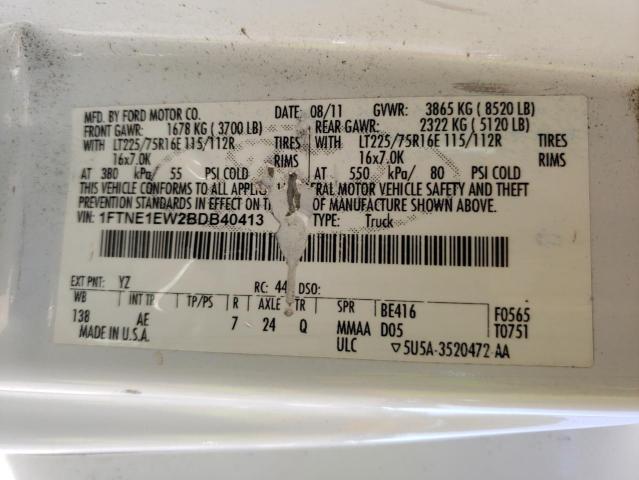 MFD. BY FORD MOTOR CO. DATE: 08/11 GVWR: 3865 KG ( 8520 LB)
FRONT GAWR: 1678 KG ( 3700 LB) REAR GAWR: 2322 KG ( 5120 LB)
WITH LT225/75R16E 115/112R TIRES WITH LT225/75R16E 115/112R TIRES
16x7.0K RIMS 16x7.0K RIMS
AT 380 kPa/ 55 PSI COLD AT 550 kPa/ 80 PSI COLD
THIS VEHICLE CONFORMS TO ALL MOTOR VEHICLE SAFETY AND THEFT
PREVENTION STANDARDS IN EFFECT OF MANUFACTURE SHOWN ABOVE.
VIN: 1FTNE1EW2BDB40413 TYPE: Truck
EXT PNT: YZ RC: 44 DSO:
WB INT TP TP/PS R AXLE TR SPR BE416 F0565
138 AE 7 24 Q MMAA D05 T0751
MADE IN U.S.A. ULC ▽5U5A-3520472-AA